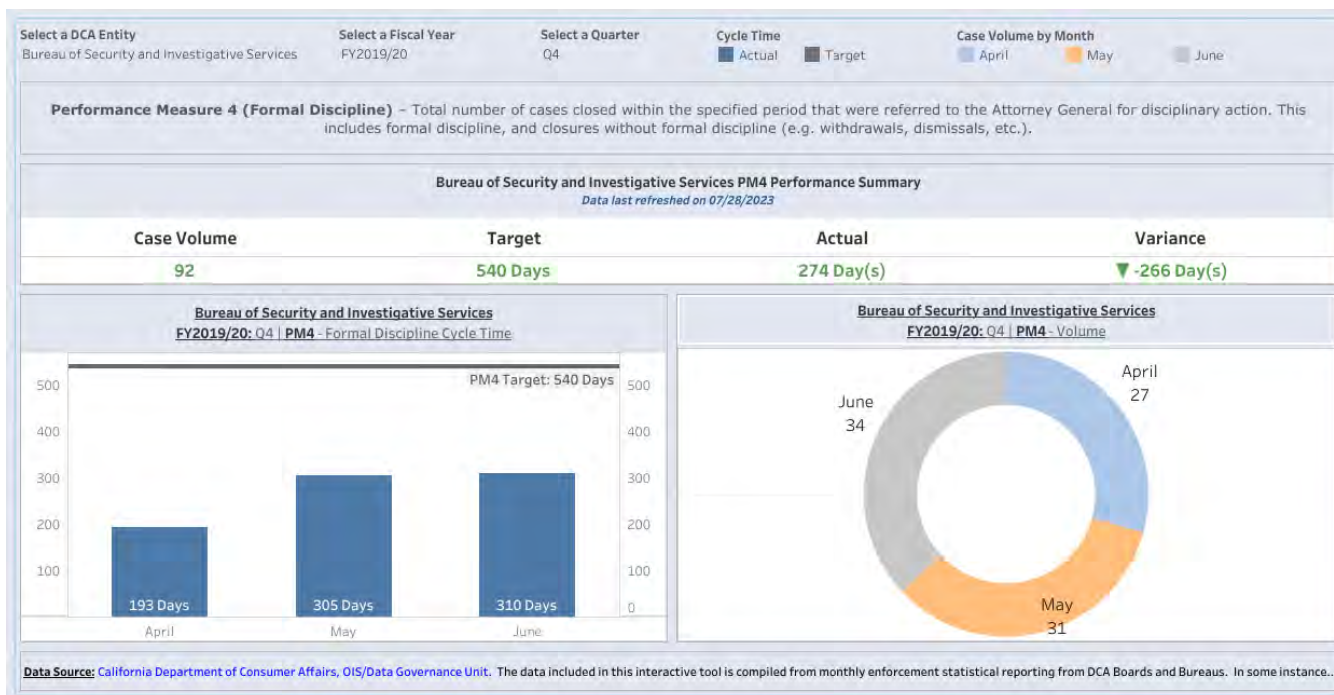 Select a DCA Entity
Bureau of Security and Investigative Services
Select a Fiscal Year
FY2019/20
Select a Quarter
Q4
Cycle Time
Actual Target
Case Volume by Month
April May June
Performance Measure 4 (Formal Discipline) – Total number of cases closed within the specified period that were referred to the Attorney General for disciplinary action. This
includes formal discipline, and closures without formal discipline (e.g. withdrawals, dismissals, etc.).
Bureau of Security and Investigative Services PM4 Performance Summary
Data last refreshed on 07/28/2023
Case Volume Target Actual Variance
92 540 Days 274 Day(s) ▼ -266 Day(s)
Bureau of Security and Investigative Services
FY2019/20: Q4 | PM4 - Formal Discipline Cycle Time
PM4 Target: 540 Days
500 500
400 400
300 300
200 200
100 100
0
193 Days 305 Days 310 Days
April May June
Bureau of Security and Investigative Services
FY2019/20: Q4 | PM4 - Volume
April
27
June
34
May
31
Data Source: California Department of Consumer Affairs, OIS/Data Governance Unit. The data included in this interactive tool is compiled from monthly enforcement statistical reporting from DCA Boards and Bureaus. In some instance...